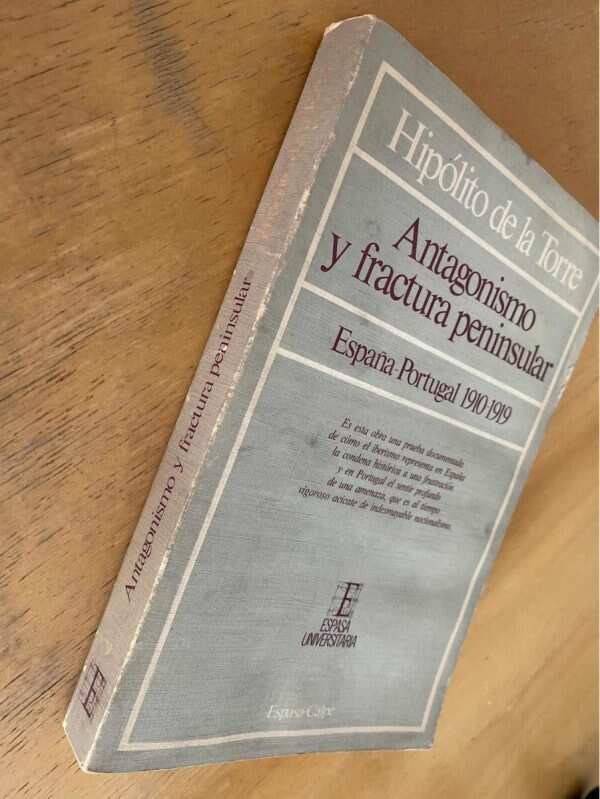 Hipólito de la Torre
Antagonismo
y fractura peninsular
España-Portugal 1910-1919
Es esta obra una prueba documentada
de cómo el iberismo representa en España
la condena histórica a una frustración
y en Portugal el sentir profundo
de una amenaza, que es al tiempo
vigoroso acicate de indesmayable nacionalismo.
E
ESPASA
UNIVERSITARIA
Espasa-Calpe
Antagonismo y fractura peninsular
E